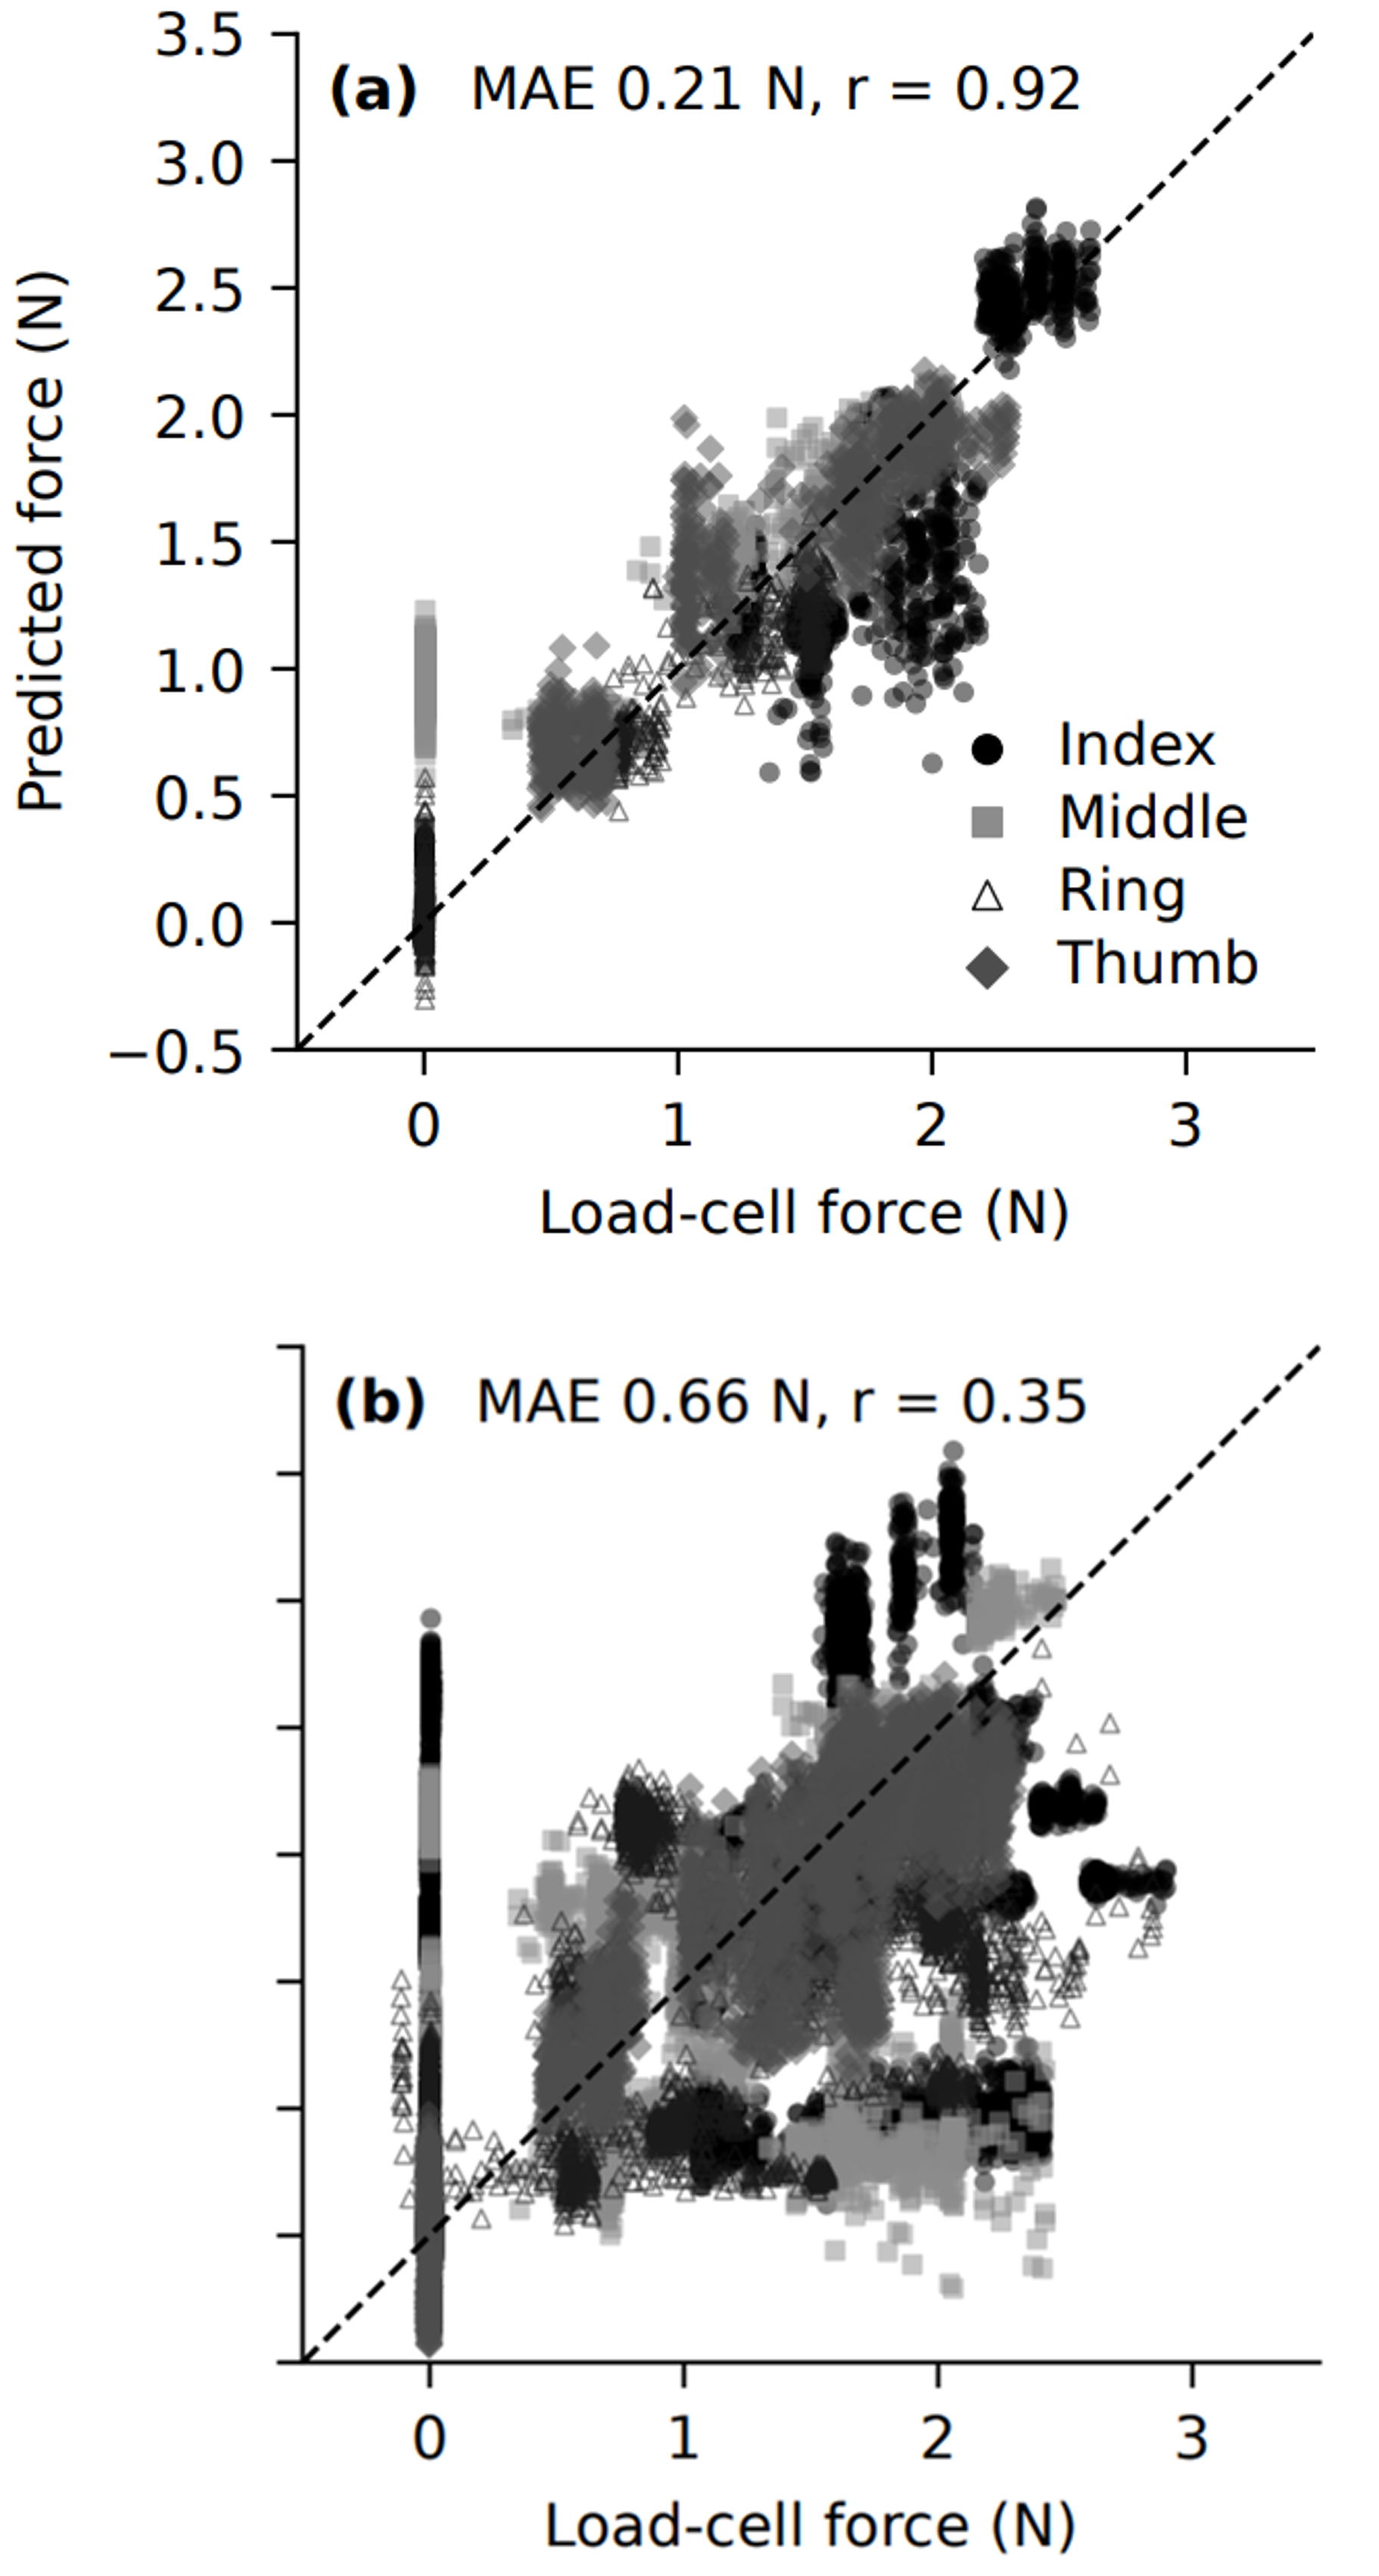 3.5
(a) MAE 0.21 N, r = 0.92
3.0
2.5
2.0
1.5
1.0
0.5
0.0
−0.5
Predicted force (N)
Index
Middle
Ring
Thumb
0 1 2 3
Load-cell force (N)
(b) MAE 0.66 N, r = 0.35
0 1 2 3
Load-cell force (N)